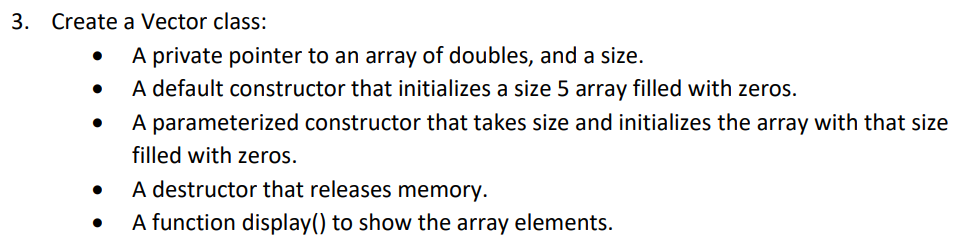 3. Create a Vector class:
• A private pointer to an array of doubles, and a size.
• A default constructor that initializes a size 5 array filled with zeros.
• A parameterized constructor that takes size and initializes the array with that size
filled with zeros.
• A destructor that releases memory.
• A function display() to show the array elements.